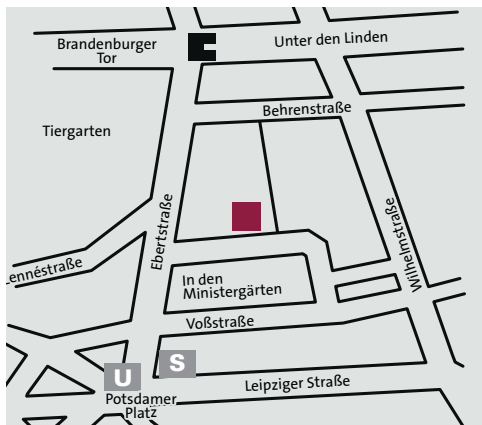 Brandenburger
Tor
Unter den Linden
Behrenstraße
Tiergarten
Ebertstraße
Wilhelmstraße
Lennéstraße
In den
Ministergärten
Voßstraße
S
U
Leipziger Straße
Potsdamer
Platz